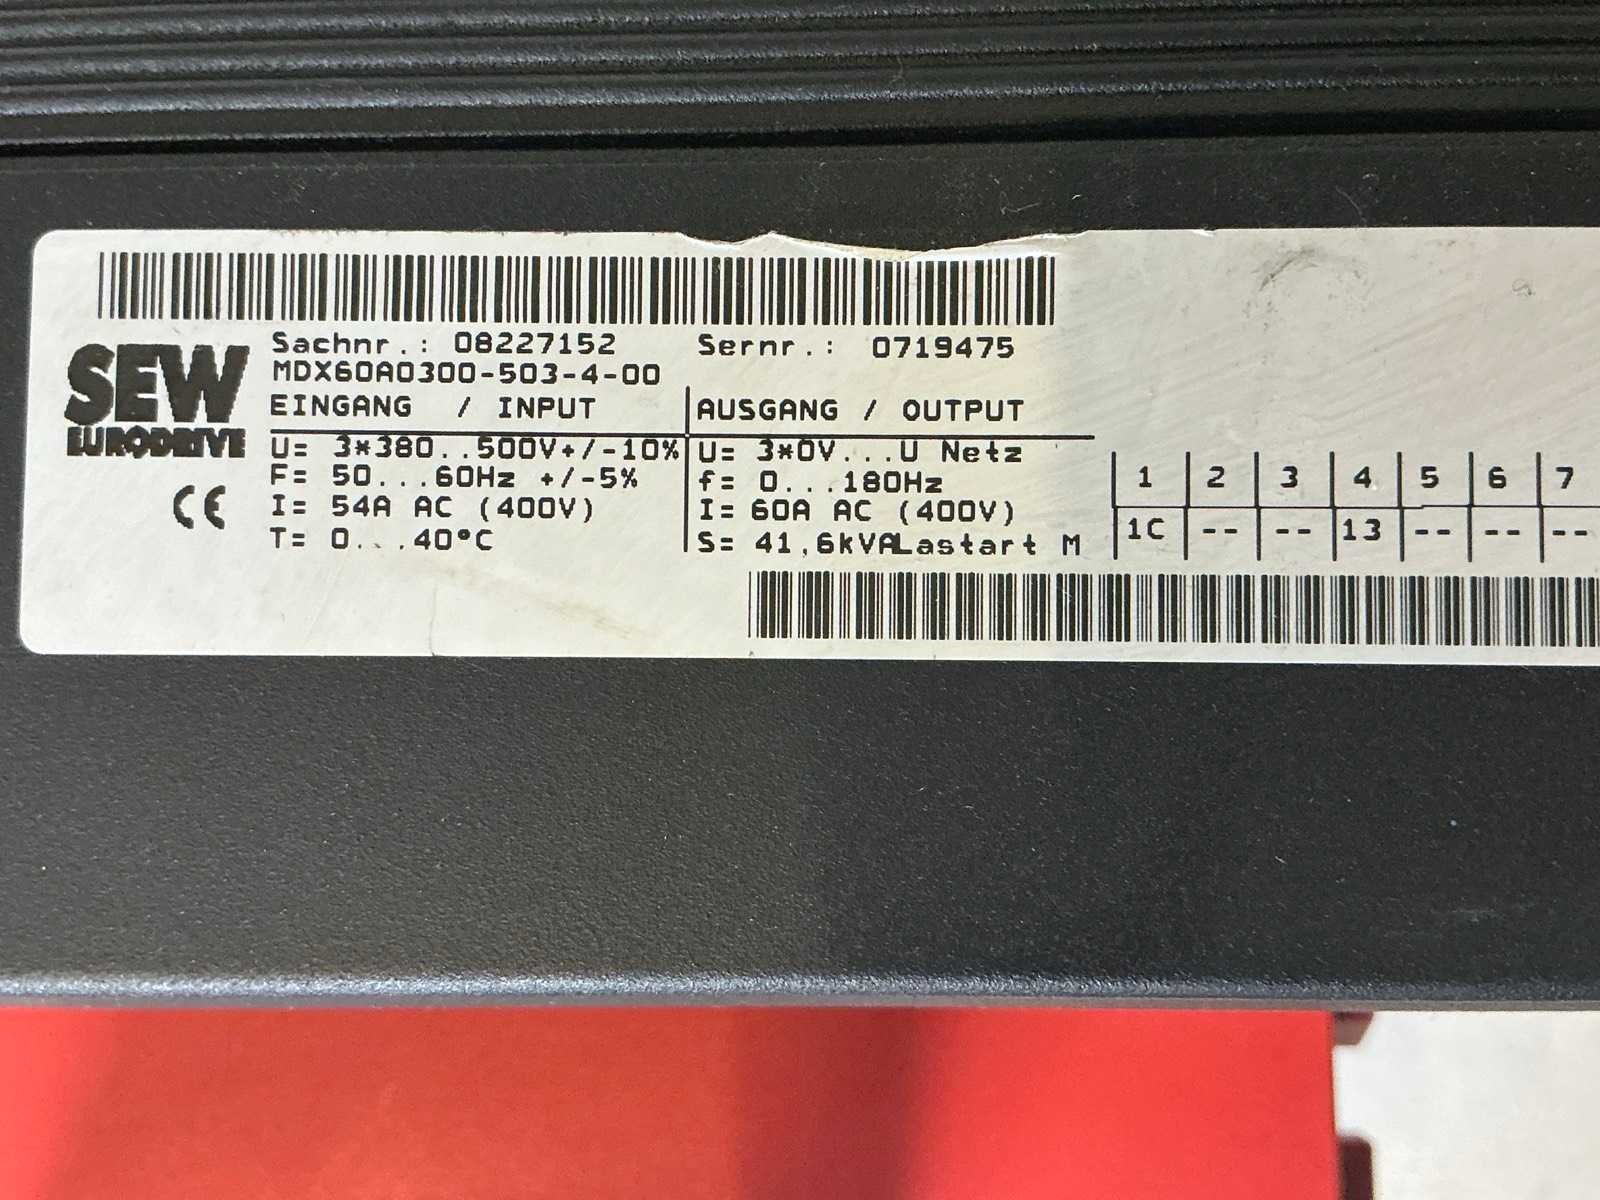 Sachnr.: 08227152 Sernr.: 0719475
MDX60A0300-503-4-00
SEW
EURODRIVE
EINGANG / INPUT AUSGANG / OUTPUT
U= 3*380..500V+/-10% U= 3*0V...U Netz
F= 50...60Hz +/-5% f= 0...180Hz
I= 54A AC (400V) I= 60A AC (400V)
T= 0...40°C S= 41,6kVALastart M
CE
1 2 3 4 5 6 7
1C -- -- 13 -- -- --